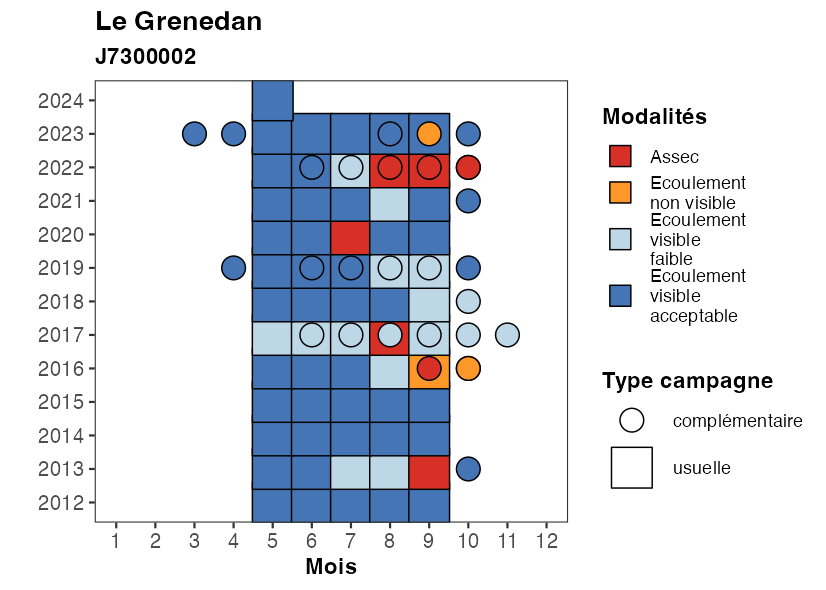 Le Grenedan
J7300002
2024
2023
2022
2021
2020
2019
2018
2017
2016
2015
2014
2013
2012
1 2 3 4 5 6 7 8 9 10 11 12
Mois
Modalités
Assec
Ecoulement
non visible
Ecoulement
visible
faible
Ecoulement
visible
acceptable
Type campagne
complémentaire
usuelle